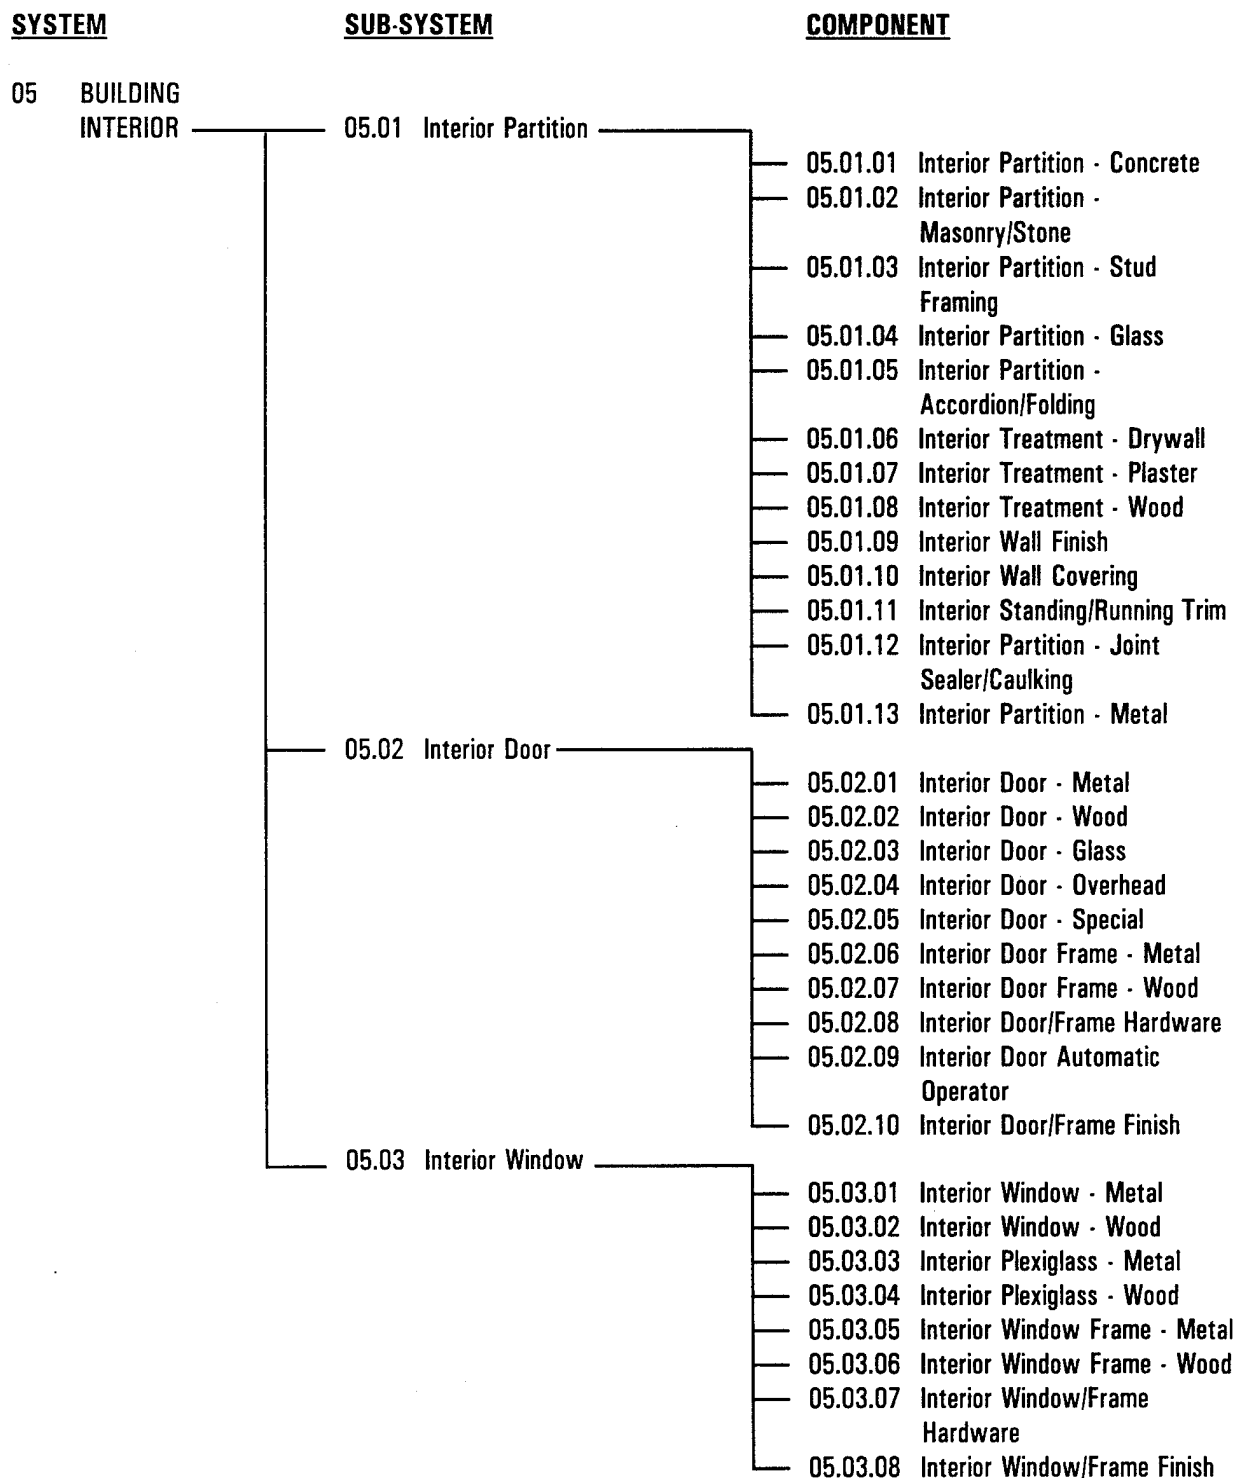 SYSTEM SUB-SYSTEM COMPONENT
05 BUILDING
INTERIOR 05.01 Interior Partition
05.01.01 Interior Partition - Concrete
05.01.02 Interior Partition -
Masonry/Stone
05.01.03 Interior Partition - Stud
Framing
05.01.04 Interior Partition - Glass
05.01.05 Interior Partition -
Accordion/Folding
05.01.06 Interior Treatment - Drywall
05.01.07 Interior Treatment - Plaster
05.01.08 Interior Treatment - Wood
05.01.09 Interior Wall Finish
05.01.10 Interior Wall Covering
05.01.11 Interior Standing/Running Trim
05.01.12 Interior Partition - Joint
Sealer/Caulking
05.01.13 Interior Partition - Metal
05.02 Interior Door
05.02.01 Interior Door - Metal
05.02.02 Interior Door - Wood
05.02.03 Interior Door - Glass
05.02.04 Interior Door - Overhead
05.02.05 Interior Door - Special
05.02.06 Interior Door Frame - Metal
05.02.07 Interior Door Frame - Wood
05.02.08 Interior Door/Frame Hardware
05.02.09 Interior Door Automatic
Operator
05.02.10 Interior Door/Frame Finish
05.03 Interior Window
05.03.01 Interior Window - Metal
05.03.02 Interior Window - Wood
05.03.03 Interior Plexiglass - Metal
05.03.04 Interior Plexiglass - Wood
05.03.05 Interior Window Frame - Metal
05.03.06 Interior Window Frame - Wood
05.03.07 Interior Window/Frame
Hardware
05.03.08 Interior Window/Frame Finish